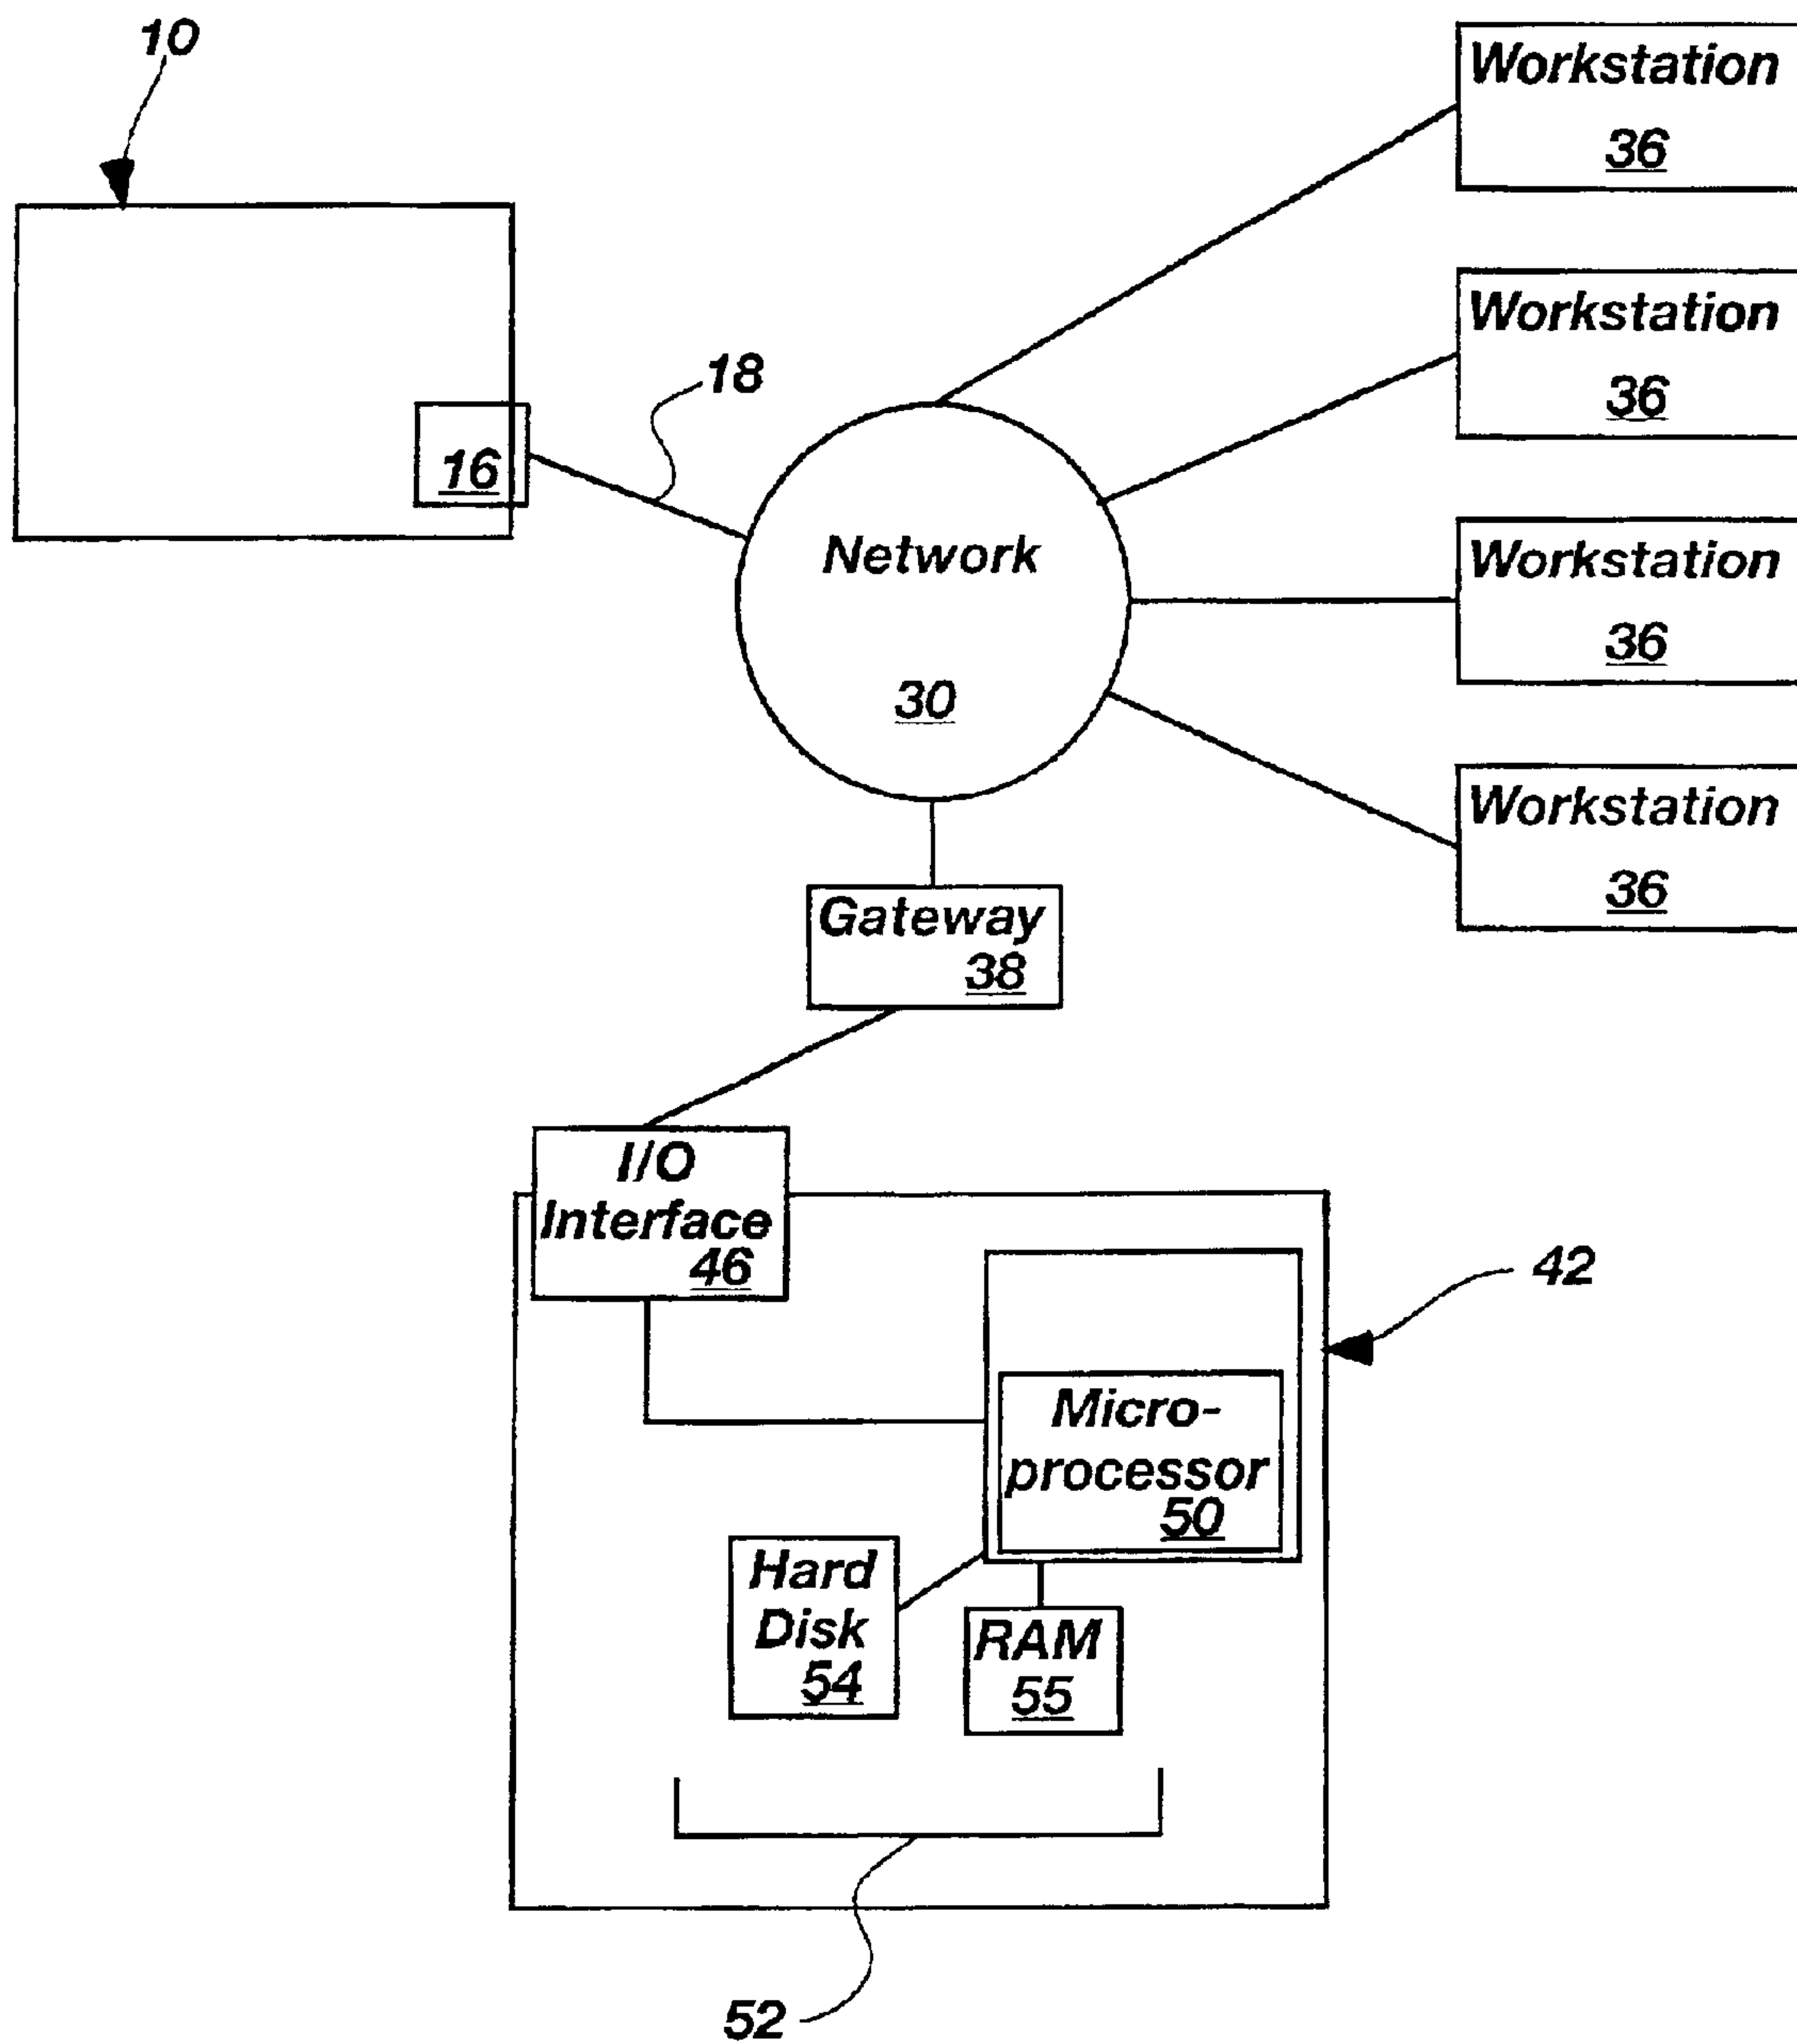 10
Workstation
36
Workstation
36
18
16
Workstation
36
Network
30
Workstation
36
Gateway
38
I/O
Interface
46
42
Micro-
processor
50
Hard
Disk
54
RAM
55
52